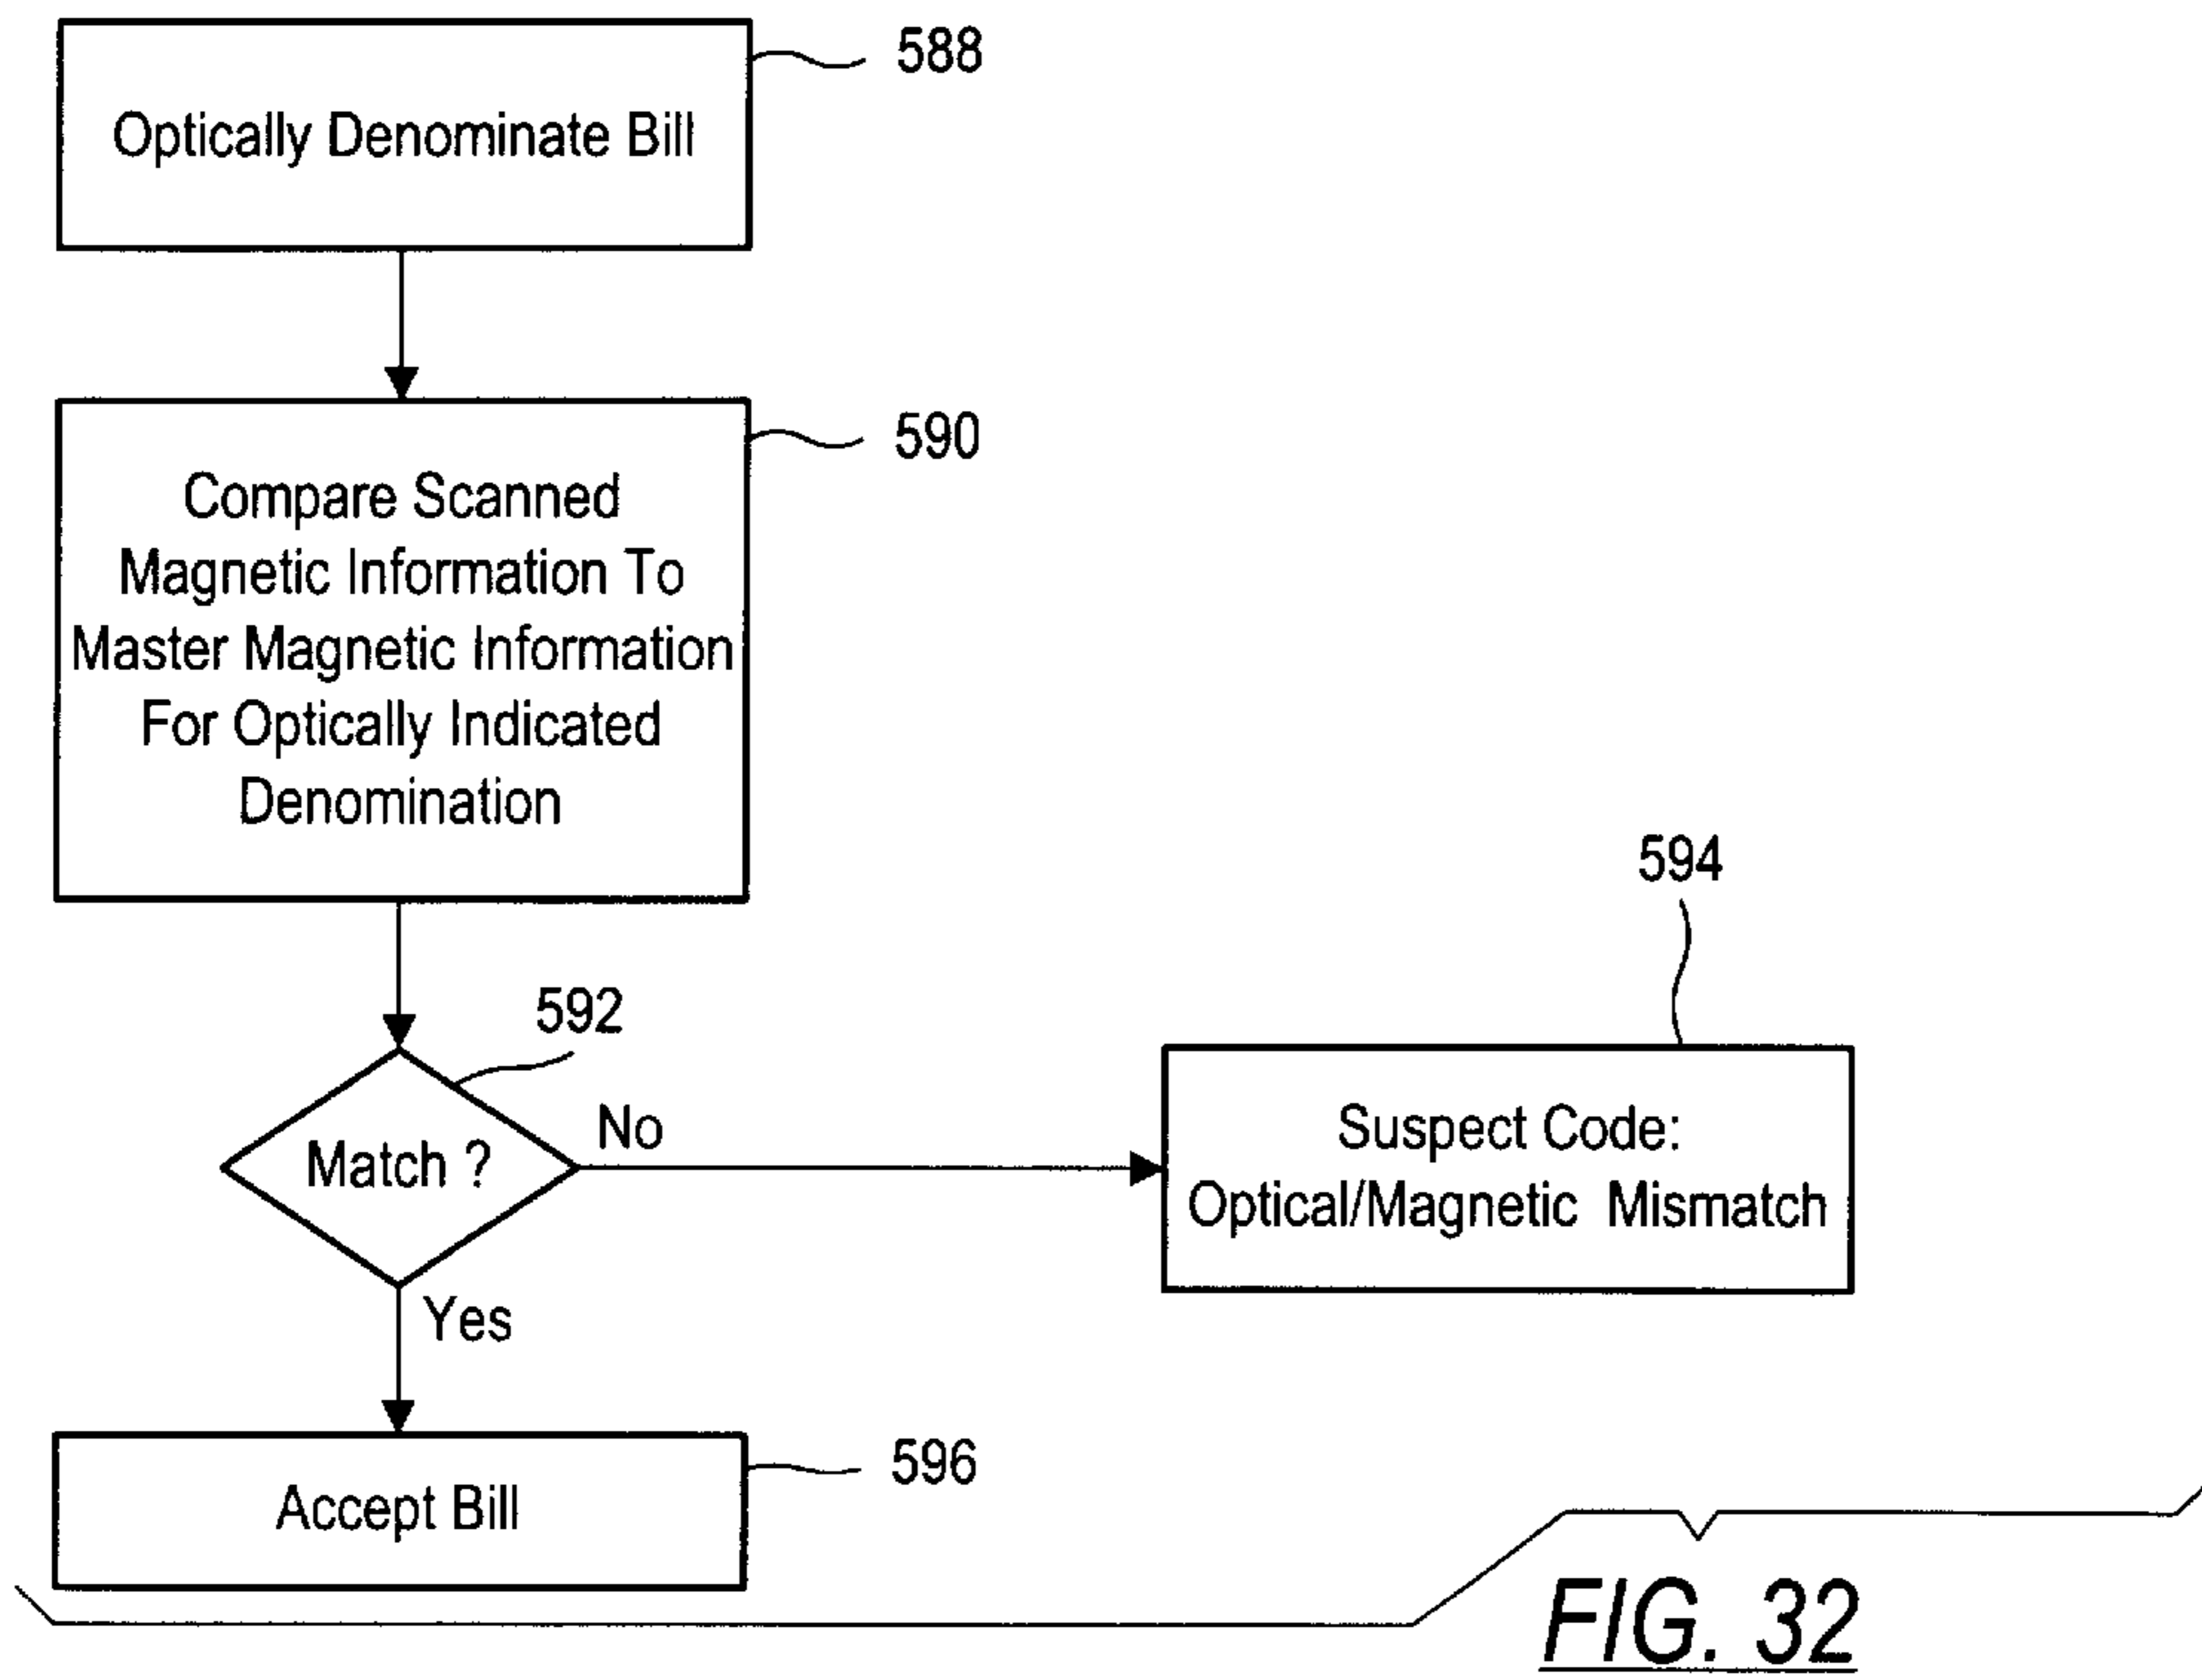 588
Optically Denominate Bill
590
Compare Scanned
Magnetic Information To
Master Magnetic Information
For Optically Indicated
Denomination
594
592
Match ?
No
Suspect Code:
Optical/Magnetic Mismatch
Yes
596
Accept Bill
FIG. 32